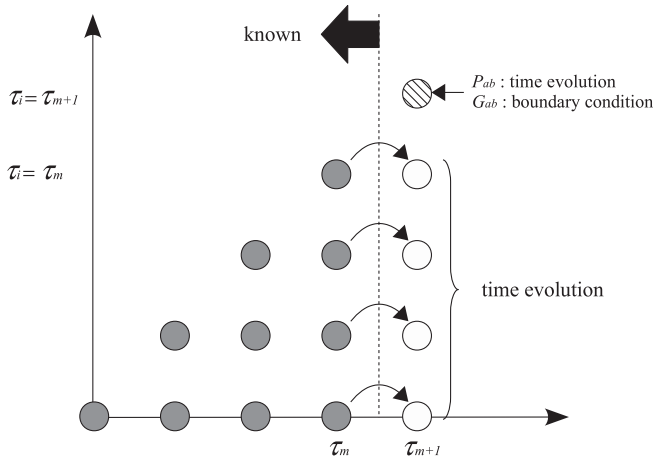 known
τi = τm+1
Pab : time evolution
Gab : boundary condition
τi = τm
time evolution
τm
τm+1